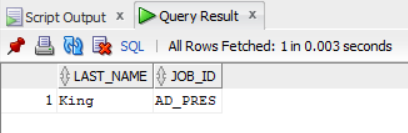 Script Output x Query Result x
SQL | All Rows Fetched: 1 in 0.003 seconds
LAST_NAME JOB_ID
1 King AD_PRES